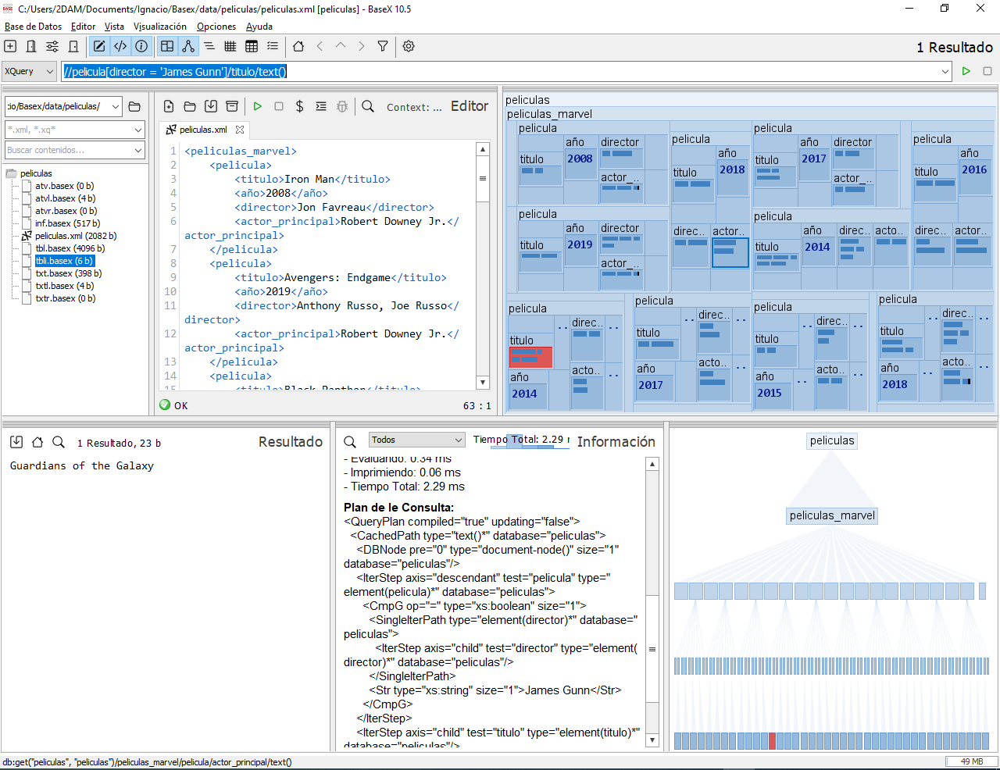 C:/Users/2DAM/Documents/Ignacio/Basex/data/peliculas/peliculas.xml [peliculas] - BaseX 10.5
Base de Datos Editor Vista Visualización Opciones Ayuda
1 Resultado
XQuery
//pelicula[director = 'James Gunn']/titulo/text()
:io/Basex/data/peliculas/
*.xml, *.xq*
Buscar contenidos...
peliculas
atv.basex (0 b)
atvl.basex (4 b)
atvr.basex (0 b)
inf.basex (517 b)
peliculas.xml (2082 b)
tbl.basex (4096 b)
tbli.basex (6 b)
txt.basex (398 b)
txtl.basex (4 b)
txtr.basex (0 b)
Context: ... Editor
peliculas.xml
1 <peliculas_marvel>
2 <pelicula>
3 <titulo>Iron Man</titulo>
4 <año>2008</año>
5 <director>Jon Favreau</director>
6 <actor_principal>Robert Downey Jr.</
actor_principal>
7 </pelicula>
8 <pelicula>
9 <titulo>Avengers: Endgame</titulo>
10 <año>2019</año>
11 <director>Anthony Russo, Joe Russo</
director>
12 <actor_principal>Robert Downey Jr.</
actor_principal>
13 </pelicula>
14 <pelicula>
15 <titulo>Black Panther</titulo>
OK 63 : 1
peliculas
peliculas_marvel
pelicula
titulo
año
2008
director
actor_...
pelicula
titulo
año
2018
direc...
actor...
pelicula
titulo
año
2017
director
actor_...
pelicula
titulo
año
2016
direc...
actor...
pelicula
titulo
año
2019
director
actor_...
pelicula
titulo
año
2014
direc...
acto...
pelicula
titulo
año
2014
direc...
acto...
pelicula
titulo
año
2017
direc...
acto...
pelicula
titulo
año
2015
direc...
acto...
pelicula
titulo
año
2018
direc...
acto...
1 Resultado, 23 b Resultado
Guardians of the Galaxy
Todos Tiempo Total: 2.29 Información
- Evaluando: 0.34 ms
- Imprimiendo: 0.06 ms
- Tiempo Total: 2.29 ms
Plan de le Consulta:
<QueryPlan compiled="true" updating="false">
<CachedPath type="text()*" database="peliculas">
<DBNode pre="0" type="document-node()" size="1"
database="peliculas"/>
<IterStep axis="descendant" test="pelicula" type="
element(pelicula)*" database="peliculas">
<CmpG op="=" type="xs:boolean" size="1">
<SingleIterPath type="element(director)*" database="
peliculas">
<IterStep axis="child" test="director" type="element(
director)*" database="peliculas"/>
</SingleIterPath>
<Str type="xs:string" size="1">James Gunn</Str>
</CmpG>
</IterStep>
<IterStep axis="child" test="titulo" type="element(titulo)*"
database="peliculas"/>
peliculas
peliculas_marvel
db:get("peliculas", "peliculas")/peliculas_marvel/pelicula/actor_principal/text()
49 MB